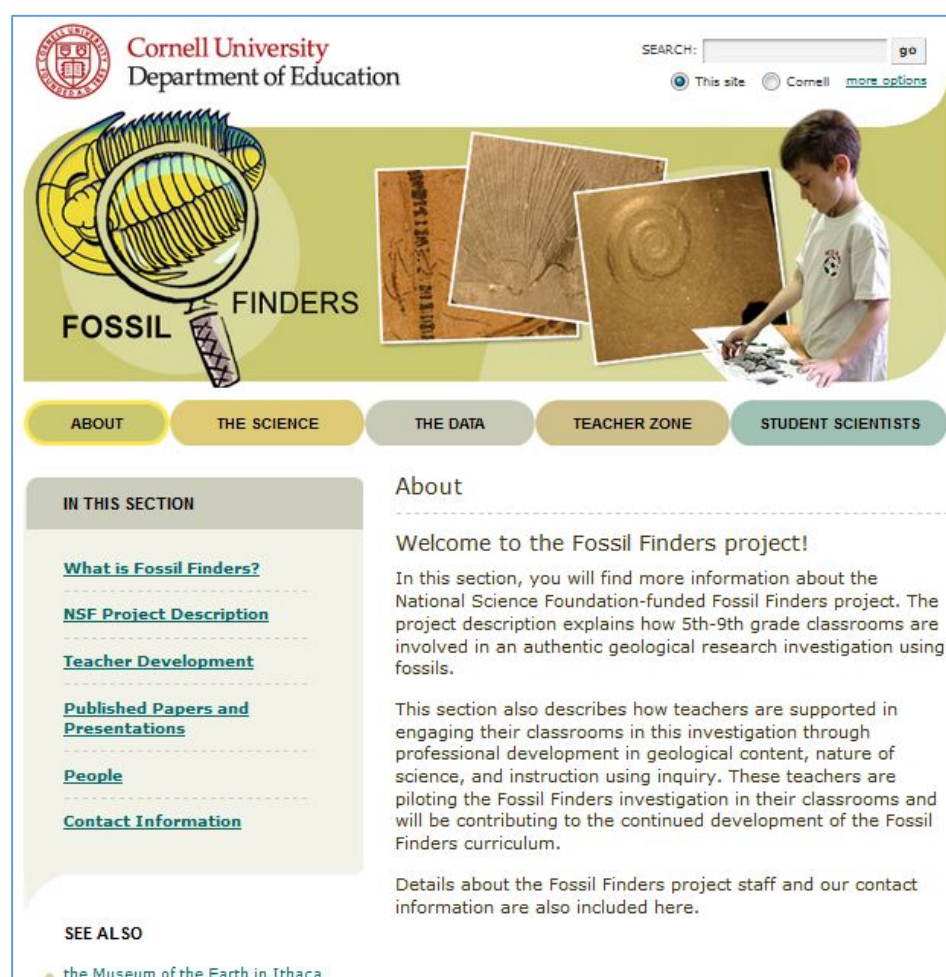 Cornell University
Department of Education
SEARCH:
go
This site
Cornell
more options
FOSSIL
FINDERS
ABOUT
THE SCIENCE
THE DATA
TEACHER ZONE
STUDENT SCIENTISTS
IN THIS SECTION
What is Fossil Finders?
NSF Project Description
Teacher Development
Published Papers and
Presentations
People
Contact Information
SEE ALSO
the Museum of the Earth in Ithaca
About
Welcome to the Fossil Finders project!
In this section, you will find more information about the
National Science Foundation-funded Fossil Finders project. The
project description explains how 5th-9th grade classrooms are
involved in an authentic geological research investigation using
fossils.
This section also describes how teachers are supported in
engaging their classrooms in this investigation through
professional development in geological content, nature of
science, and instruction using inquiry. These teachers are
piloting the Fossil Finders investigation in their classrooms and
will be contributing to the continued development of the Fossil
Finders curriculum.
Details about the Fossil Finders project staff and our contact
information are also included here.